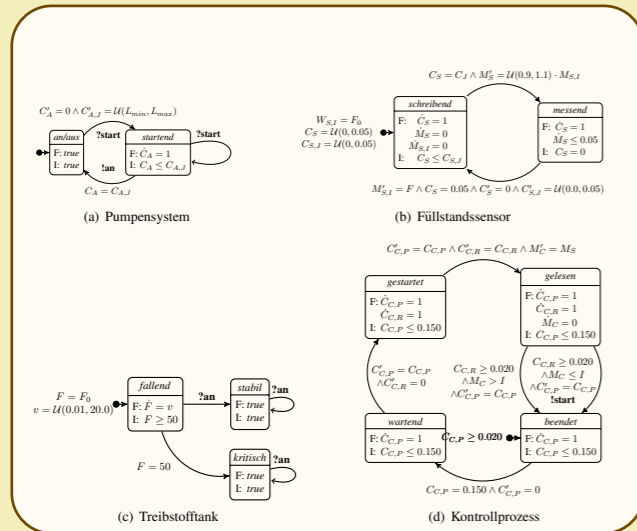 C'_A = 0 ∧ C'_{A,J} = U(L_{min}, L_{max})
an/aus
F: true
I: true
?start
!an
startend
F: Ċ_A = 1
I: C_A ≤ C_{A,J}
?start
C_A = C_{A,J}
(a) Pumpensystem
C_S = C_J ∧ M'_S = U(0.9, 1.1) · M_{S,I}
W_{S,I} = F_0
C_S = U(0, 0.05)
C_{S,J} = U(0, 0.05)
schreibend
F: Ċ_S = 1
Ṁ_S = 0
Ṁ_{S,I} = 0
I: C_S ≤ C_{S,J}
messend
Ċ_S = 1
Ṁ_S ≤ 0.05
C_S = 0
M'_{S,I} = F ∧ C_S = 0.05 ∧ C'_S = 0 ∧ C'_{S,J} = U(0.0, 0.05)
(b) Füllstandssensor
F = F_0
v = U(0.01, 20.0)
fallend
F: Ḟ = v
I: F ≥ 50
?an
stabil
F: true
I: true
?an
F = 50
kritisch
F: true
I: true
?an
(c) Treibstofftank
C'_{C,P} = C_{C,P} ∧ C'_{C,R} = C_{C,R} ∧ M'_C = M_S
gestartet
F: Ċ_{C,P} = 1
Ċ_{C,R} = 1
I: C_{C,P} ≤ 0.150
gelesen
F: Ċ_{C,P} = 1
Ċ_{C,R} = 1
Ṁ_C = 0
I: C_{C,P} ≤ 0.150
C'_{C,P} = C_{C,P}
∧C'_{C,R} = 0
C_{C,R} ≥ 0.020
∧M_C > I
∧C'_{C,P} = C_{C,P}
C_{C,R} ≥ 0.020
∧M_C ≤ I
∧C'_{C,P} = C_{C,P}
!start
wartend
F: Ċ_{C,P} = 1
I: C_{C,P} ≤ 0.150
C_{C,P} ≥ 0.020
beendet
F: Ċ_{C,P} = 1
I: C_{C,P} ≤ 0.150
C_{C,P} = 0.150 ∧ C'_{C,P} = 0
(d) Kontrollprozess